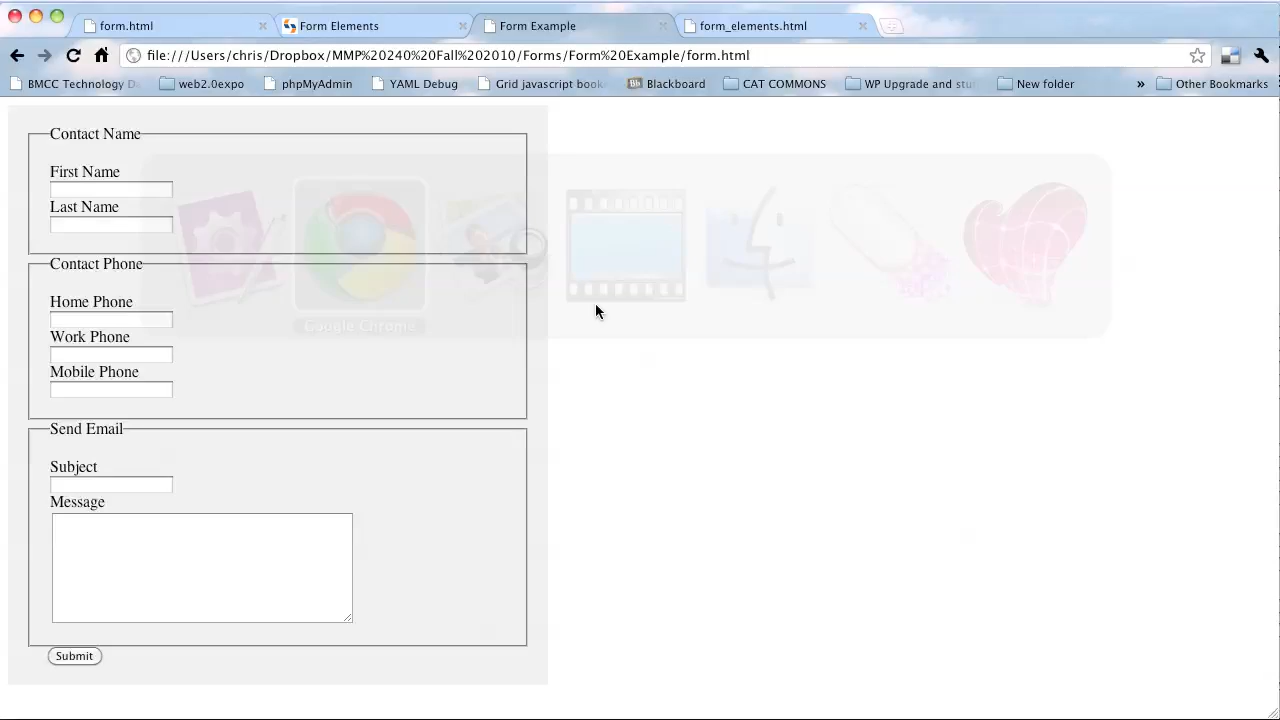 form.html
Form Elements
Form Example
form_elements.html
file:///Users/chris/Dropbox/MMP%20240%20Fall%202010/Forms/Form%20Example/form.html
BMCC Technology D
web2.0expo
phpMyAdmin
YAML Debug
Grid javascript book
Bb Blackboard
CAT COMMONS
WP Upgrade and stu
New folder
»
Other Bookmarks
Contact Name
First Name
Last Name
Contact Phone
Home Phone
Work Phone
Mobile Phone
Send Email
Subject
Message
Submit
Google Chrome